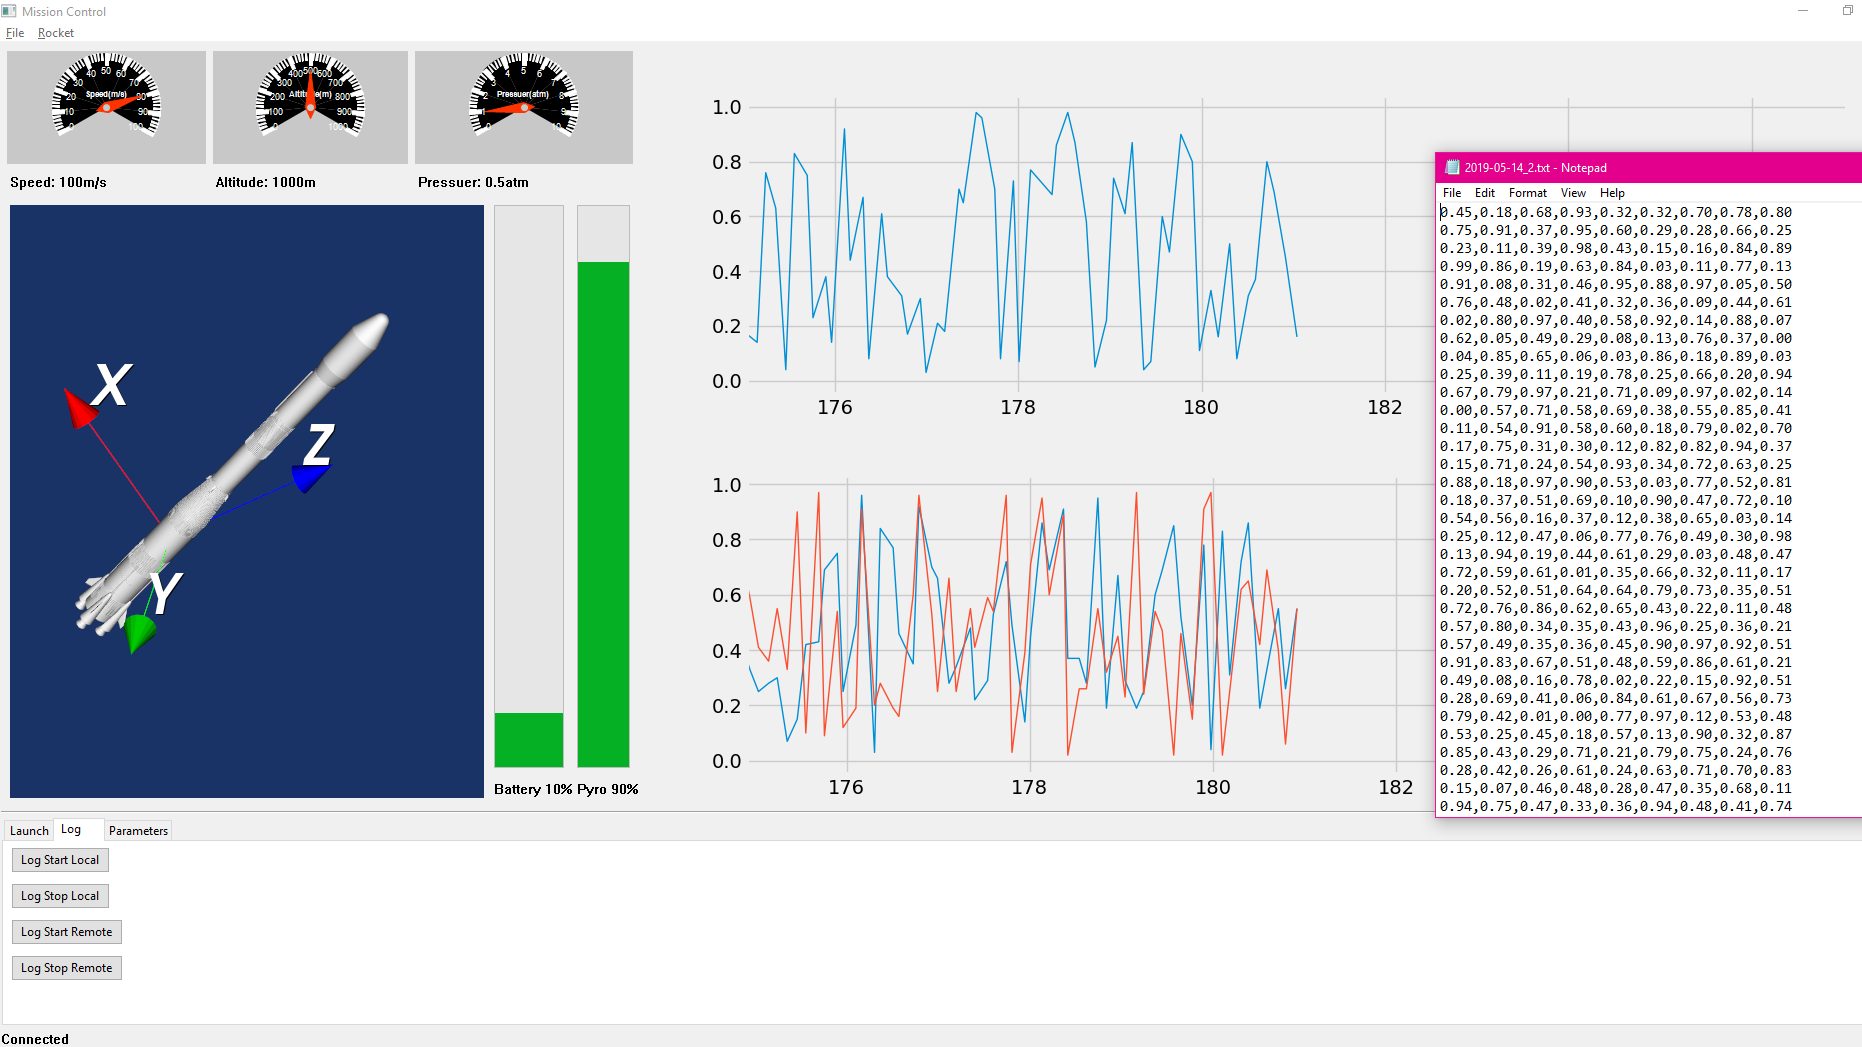 Mission Control
File Rocket
0 10 20 30 40 50 60 70 80 90 100
Speed(m/s)
0 100 200 300 400 500 600 700 800 900 1000
Altitude(m)
0 1 2 4 5 6 8 9 10
Pressuer(atm)
Speed: 100m/s
Altitude: 1000m
Pressuer: 0.5atm
X
Z
Y
Battery 10% Pyro 90%
1.0
0.8
0.6
0.4
0.2
0.0
176 178 180 182
1.0
0.8
0.6
0.4
0.2
0.0
176 178 180 182
2019-05-14_2.txt - Notepad
File Edit Format View Help
0.45,0.18,0.68,0.93,0.32,0.32,0.70,0.78,0.80
0.75,0.91,0.37,0.95,0.60,0.29,0.28,0.66,0.25
0.23,0.11,0.39,0.98,0.43,0.15,0.16,0.84,0.89
0.99,0.86,0.19,0.63,0.84,0.03,0.11,0.77,0.13
0.91,0.08,0.31,0.46,0.95,0.88,0.97,0.05,0.50
0.76,0.48,0.02,0.41,0.32,0.36,0.09,0.44,0.61
0.02,0.80,0.97,0.40,0.58,0.92,0.14,0.88,0.07
0.62,0.05,0.49,0.29,0.08,0.13,0.76,0.37,0.00
0.04,0.85,0.65,0.06,0.03,0.86,0.18,0.89,0.03
0.25,0.39,0.11,0.19,0.78,0.25,0.66,0.20,0.94
0.67,0.79,0.97,0.21,0.71,0.09,0.97,0.02,0.14
0.00,0.57,0.71,0.58,0.69,0.38,0.55,0.85,0.41
0.11,0.54,0.91,0.58,0.60,0.18,0.79,0.02,0.70
0.17,0.75,0.31,0.30,0.12,0.82,0.82,0.94,0.37
0.15,0.71,0.24,0.54,0.93,0.34,0.72,0.63,0.25
0.88,0.18,0.97,0.90,0.53,0.03,0.77,0.52,0.81
0.18,0.37,0.51,0.69,0.10,0.90,0.47,0.72,0.10
0.54,0.56,0.16,0.37,0.12,0.38,0.65,0.03,0.14
0.25,0.12,0.47,0.06,0.77,0.76,0.49,0.30,0.98
0.13,0.94,0.19,0.44,0.61,0.29,0.03,0.48,0.47
0.72,0.59,0.61,0.01,0.35,0.66,0.32,0.11,0.17
0.20,0.52,0.51,0.64,0.64,0.79,0.73,0.35,0.51
0.72,0.76,0.86,0.62,0.65,0.43,0.22,0.11,0.48
0.57,0.80,0.34,0.35,0.43,0.96,0.25,0.36,0.21
0.57,0.49,0.35,0.36,0.45,0.90,0.97,0.92,0.51
0.91,0.83,0.67,0.51,0.48,0.59,0.86,0.61,0.21
0.49,0.08,0.16,0.78,0.02,0.22,0.15,0.92,0.51
0.28,0.69,0.41,0.06,0.84,0.61,0.67,0.56,0.73
0.79,0.42,0.01,0.00,0.77,0.97,0.12,0.53,0.48
0.53,0.25,0.45,0.18,0.57,0.13,0.90,0.32,0.87
0.85,0.43,0.29,0.71,0.21,0.79,0.75,0.24,0.76
0.28,0.42,0.26,0.61,0.24,0.63,0.71,0.70,0.83
0.15,0.07,0.46,0.48,0.28,0.47,0.35,0.68,0.11
0.94,0.75,0.47,0.33,0.36,0.94,0.48,0.41,0.74
Launch Log Parameters
Log Start Local
Log Stop Local
Log Start Remote
Log Stop Remote
Connected